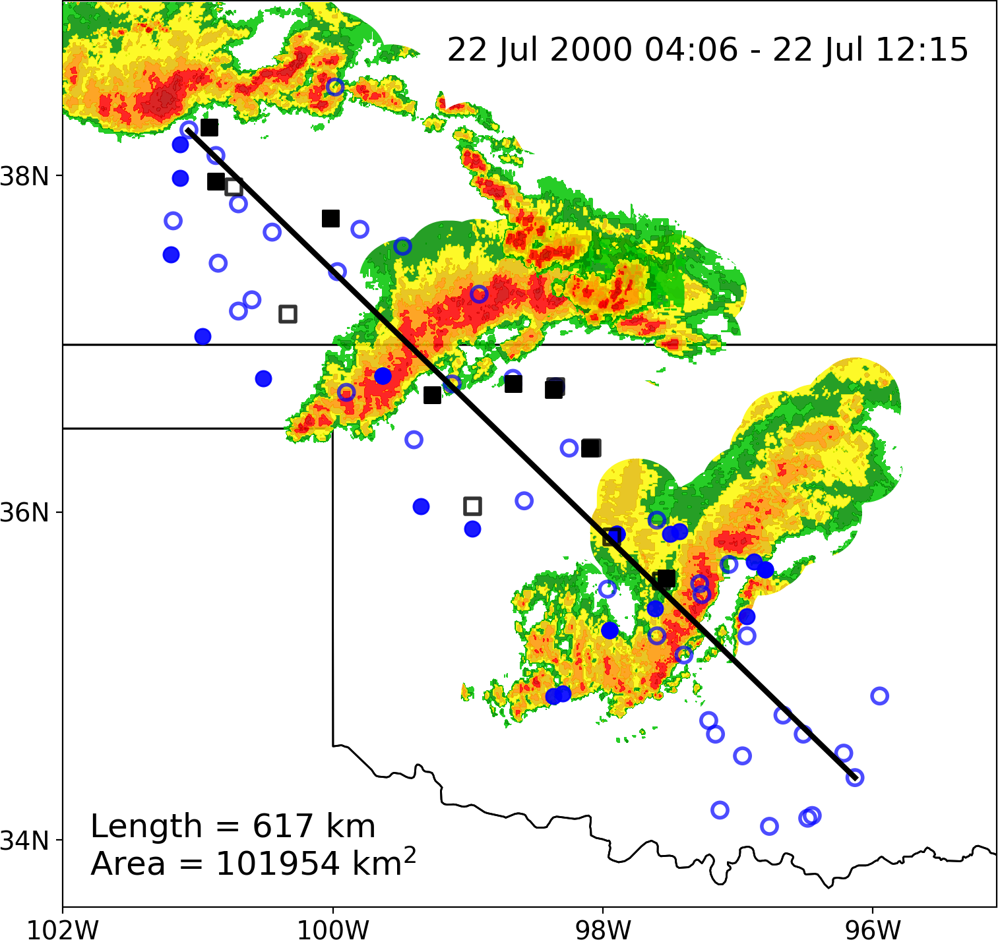 22 Jul 2000 04:06 - 22 Jul 12:15
38N
36N
34N
Length = 617 km
Area = 101954 km²
102W 100W 98W 96W